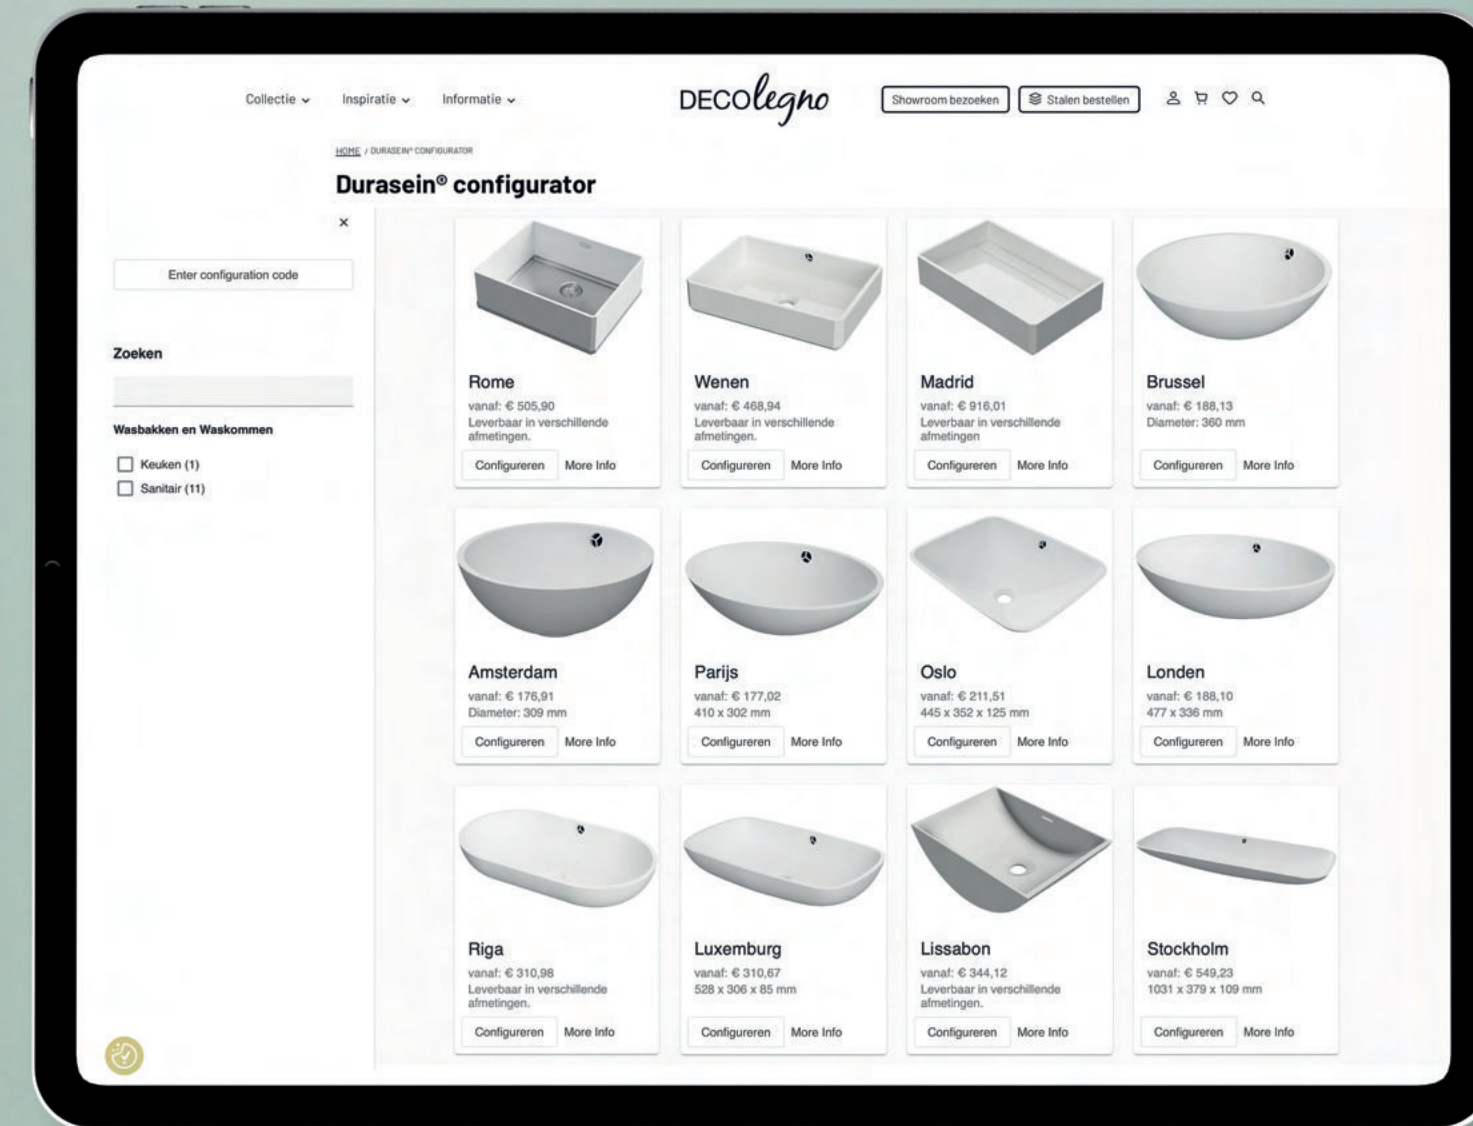 Collectie
Inspiratie
Informatie
DECOlegno
Showroom bezoeken
Stalen bestellen
HOME / DURASEIN® CONFIGURATOR
Durasein® configurator
Enter configuration code
Zoeken
Wasbakken en Waskommen
Keuken (1)
Sanitair (11)
Rome
vanaf: € 505,90
Leverbaar in verschillende
afmetingen.
Configureren More Info
Wenen
vanaf: € 468,94
Leverbaar in verschillende
afmetingen.
Configureren More Info
Madrid
vanaf: € 916,01
Leverbaar in verschillende
afmetingen
Configureren More Info
Brussel
vanaf: € 188,13
Diameter: 360 mm
Configureren More Info
Amsterdam
vanaf: € 176,91
Diameter: 309 mm
Configureren More Info
Parijs
vanaf: € 177,02
410 x 302 mm
Configureren More Info
Oslo
vanaf: € 211,51
445 x 352 x 125 mm
Configureren More Info
Londen
vanaf: € 188,10
477 x 336 mm
Configureren More Info
Riga
vanaf: € 310,98
Leverbaar in verschillende
afmetingen.
Configureren More Info
Luxemburg
vanaf: € 310,67
528 x 306 x 85 mm
Configureren More Info
Lissabon
vanaf: € 344,12
Leverbaar in verschillende
afmetingen.
Configureren More Info
Stockholm
vanaf: € 549,23
1031 x 379 x 109 mm
Configureren More Info